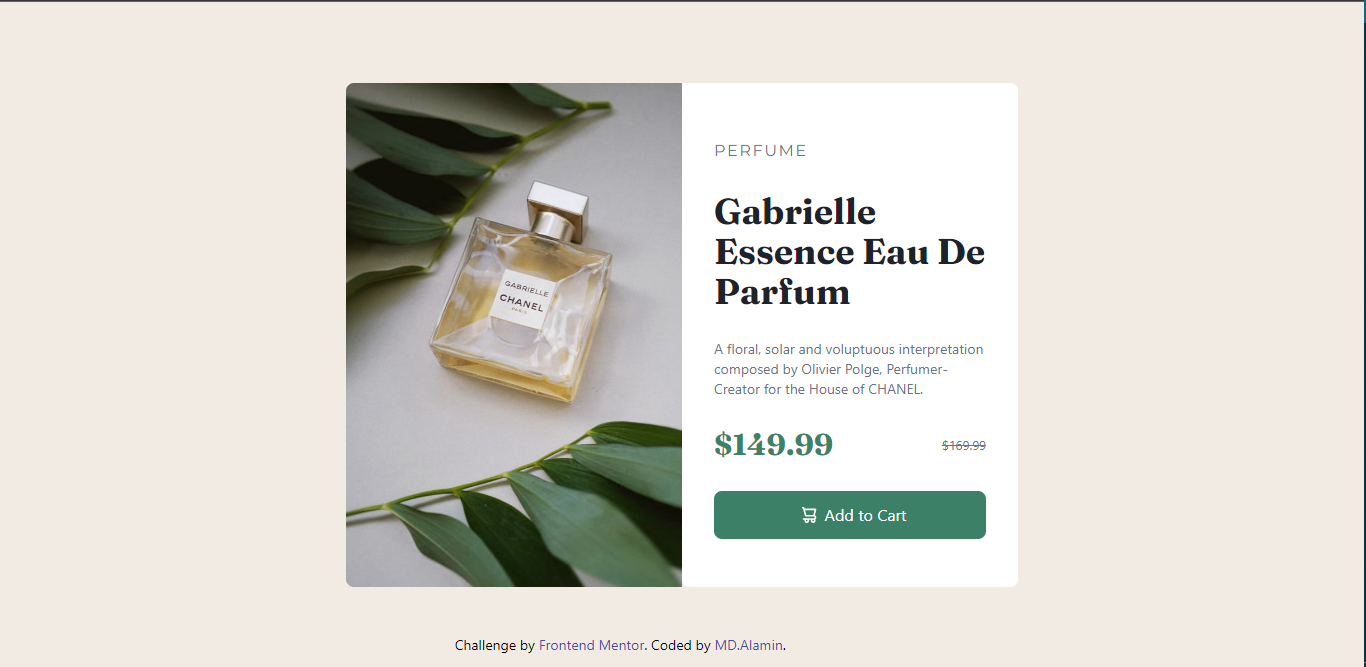 GABRIELLE
CHANEL
PARIS
PERFUME
Gabrielle
Essence Eau De
Parfum
A floral, solar and voluptuous interpretation
composed by Olivier Polge, Perfumer-
Creator for the House of CHANEL.
$149.99 $169.99
Add to Cart
Challenge by Frontend Mentor. Coded by MD.Alamin.